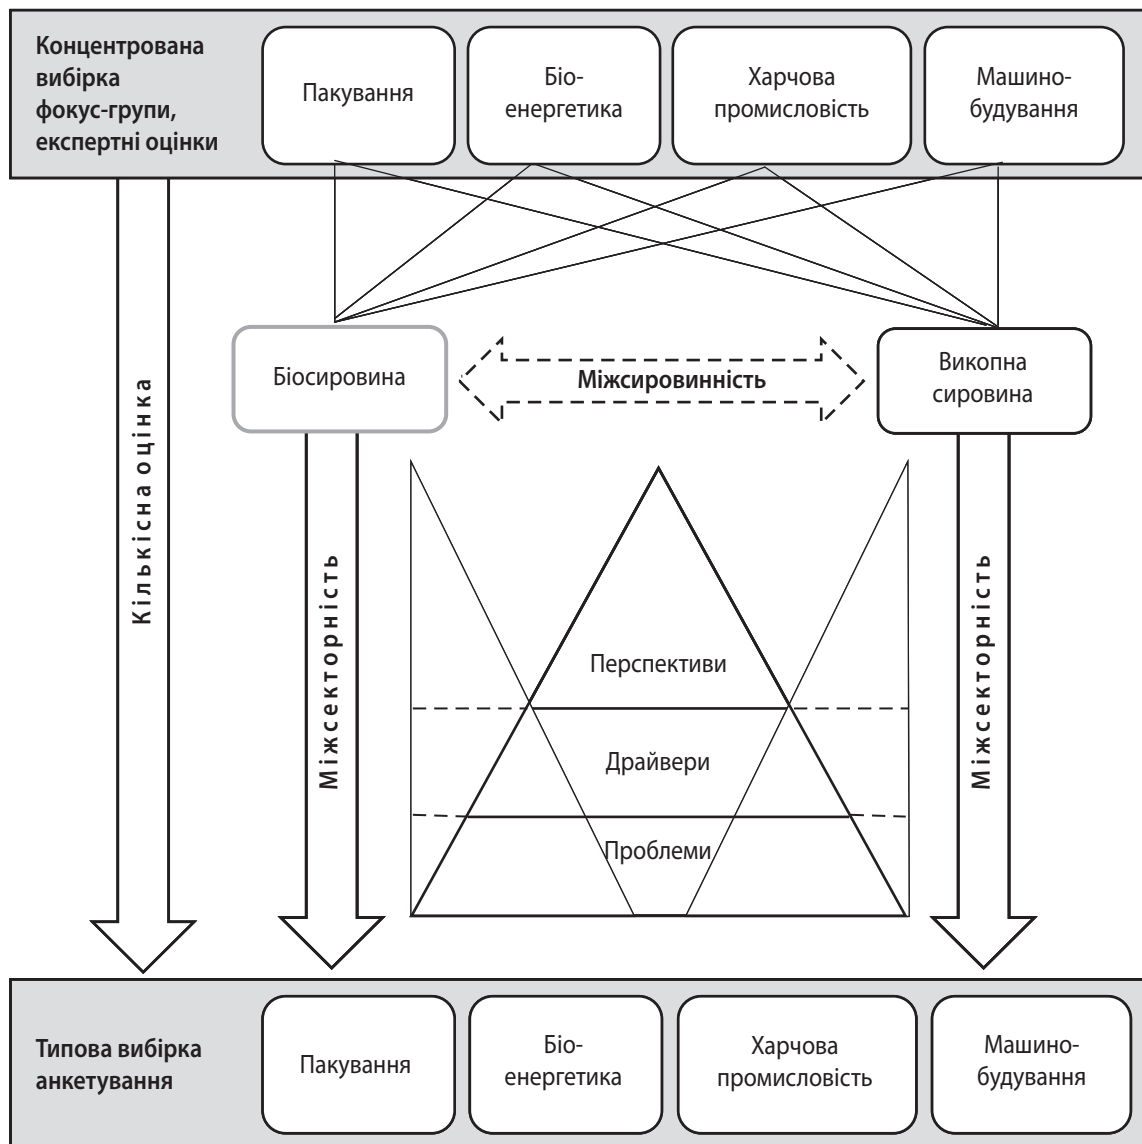 Концентрована
вибірка
фокус-групи,
експертні оцінки
Пакування
Біо-
енергетика
Харчова
промисловість
Машино-
будування
Біосировина
Міжсировинність
Викопна
сировина
Кількісна оцінка
Міжсекторність
Міжсекторність
Перспективи
Драйвери
Проблеми
Типова вибірка
анкетування
Пакування
Біо-
енергетика
Харчова
промисловість
Машино-
будування